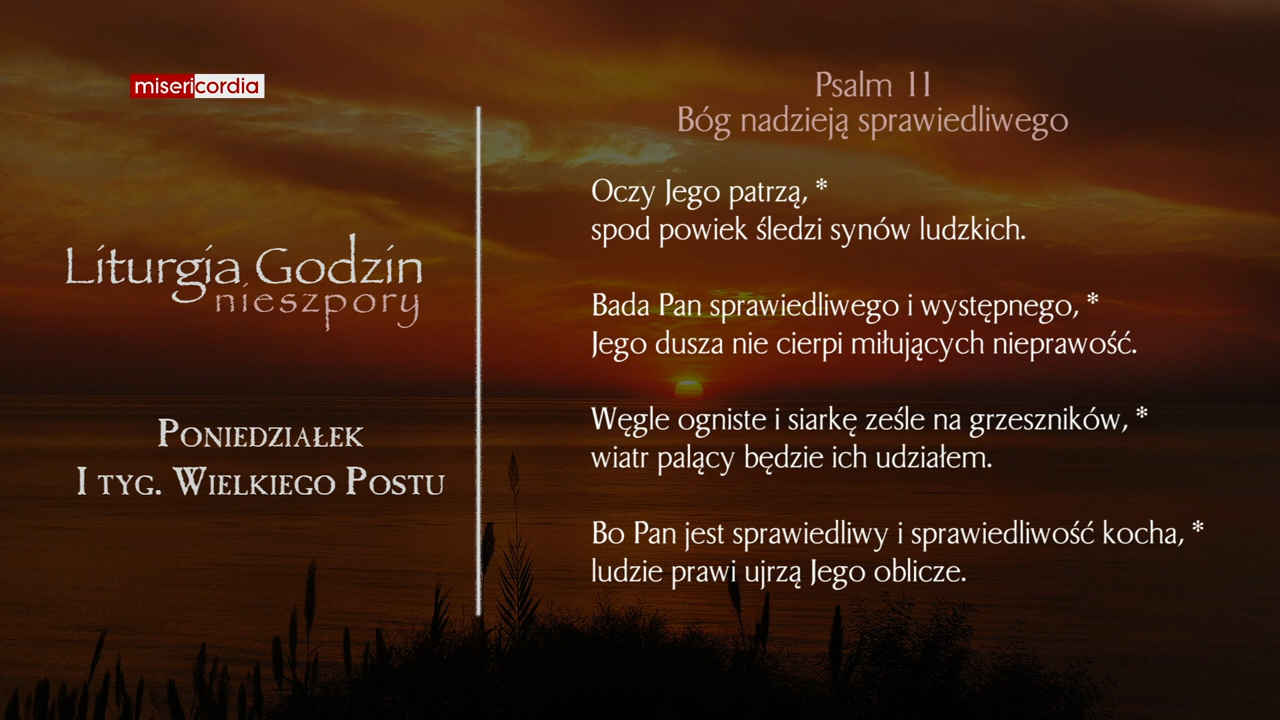 misericordia
Liturgia Godzin
nieszpory
Poniedziałek
I tyg. Wielkiego Postu
Psalm 11
Bóg nadzieją sprawiedliwego
Oczy Jego patrzą, *
spod powiek śledzi synów ludzkich.
Bada Pan sprawiedliwego i występnego, *
Jego dusza nie cierpi miłujących nieprawość.
Węgle ogniste i siarkę ześle na grzeszników, *
wiatr palący będzie ich udziałem.
Bo Pan jest sprawiedliwy i sprawiedliwość kocha, *
ludzie prawi ujrzą Jego oblicze.